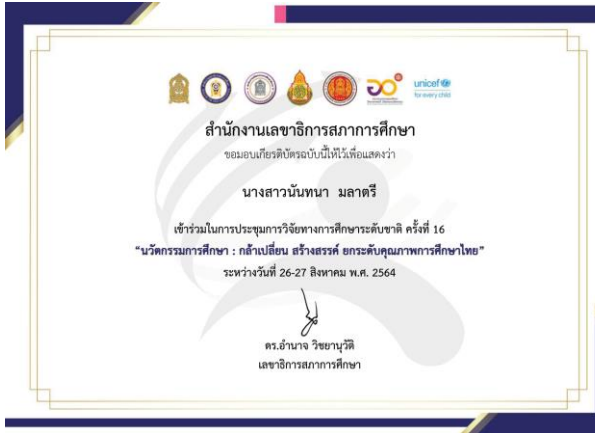 unicef
for every child
สำนักงานเลขาธิการสภาการศึกษา
ขอมอบเกียรติบัตรฉบับนี้ให้ไว้เพื่อแสดงว่า
นางสาวนันทนา มลาตรี
เข้าร่วมในการประชุมการวิจัยทางการศึกษาระดับชาติ ครั้งที่ 16
“นวัตกรรมการศึกษา : กล้าเปลี่ยน สร้างสรรค์ ยกระดับคุณภาพการศึกษาไทย”
ระหว่างวันที่ 26-27 สิงหาคม พ.ศ. 2564
ดร.อำนาจ วิชยานุวัติ
เลขาธิการสภาการศึกษา